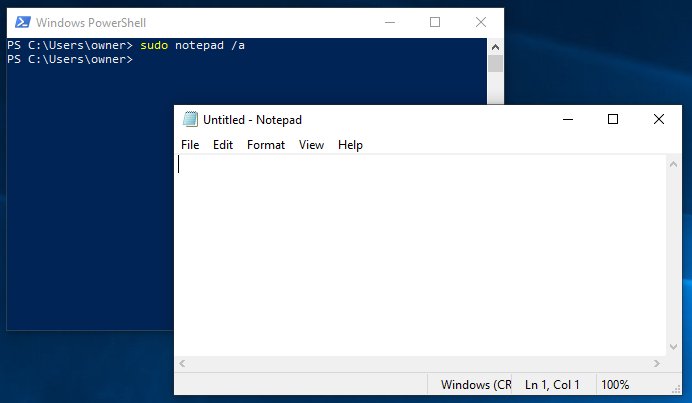 Windows PowerShell
PS C:\Users\owner> sudo notepad /a
PS C:\Users\owner>
Untitled - Notepad
File Edit Format View Help
Windows (CR Ln 1, Col 1 100%